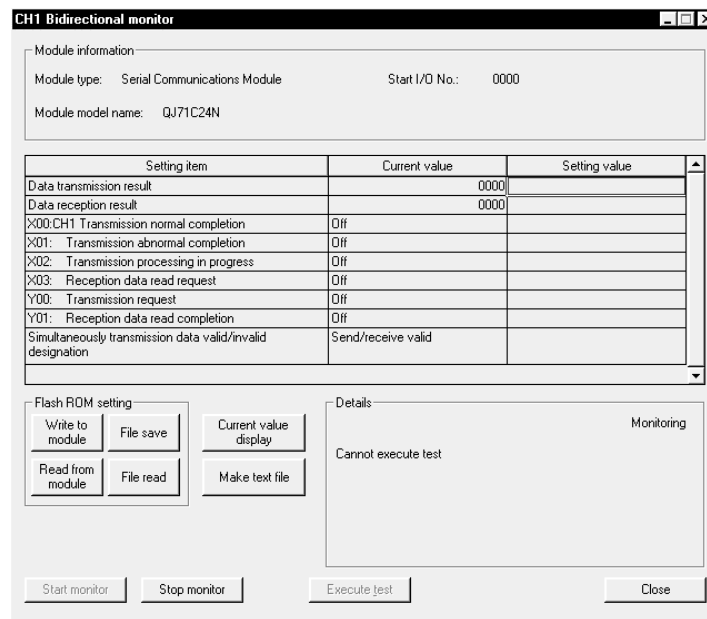 CH1 Bidirectional monitor
Module information
Module type: Serial Communications Module Start I/O No.: 0000
Module model name: QJ71C24N
Setting item Current value Setting value
Data transmission result 0000
Data reception result 0000
X00:CH1 Transmission normal completion Off
X01: Transmission abnormal completion Off
X02: Transmission processing in progress Off
X03: Reception data read request Off
Y00: Transmission request Off
Y01: Reception data read completion Off
Simultaneously transmission data valid/invalid Send/receive valid
designation
Flash ROM setting Details
Write to
module
File save
Current value
display
Monitoring
Cannot execute test
Read from
module
File read
Make text file
Start monitor Stop monitor Execute test Close